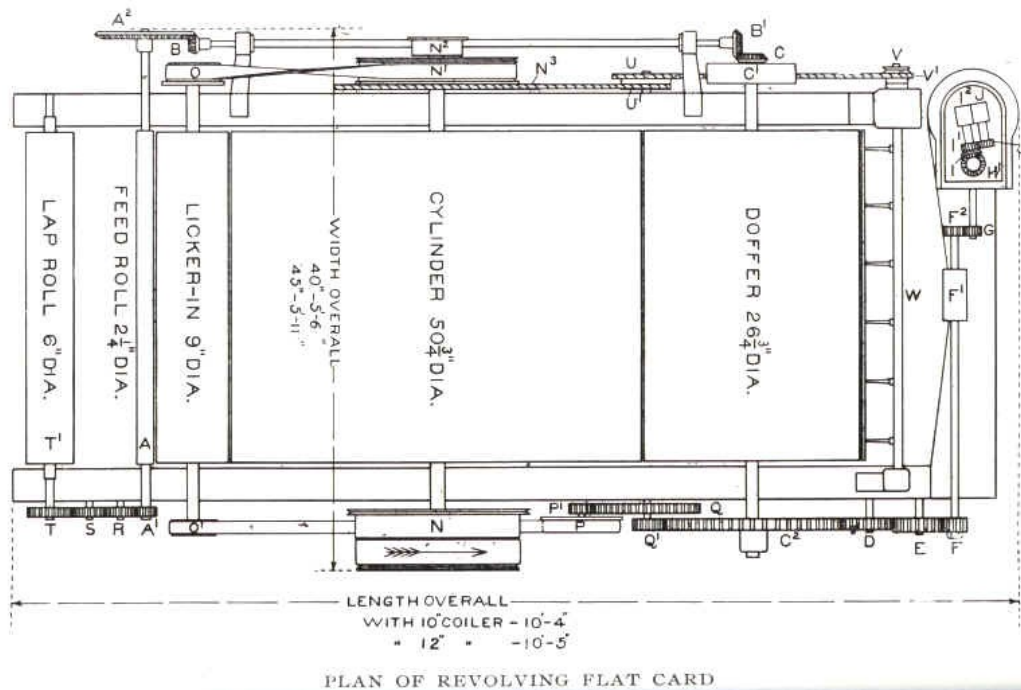 A²
B
N²
B¹
C
O
N¹
U
N³
C¹
V
V¹
U¹
I²
J
I
H¹
F²
G
F¹
W
LAP ROLL 6" DIA.
FEED ROLL 2¼" DIA.
LICKER-IN 9" DIA.
WIDTH OVERALL
40"-5'-6"
45"-5'-11"
CYLINDER 50¾" DIA.
DOFFER 26¾" DIA.
T¹
A
T
S
R
A¹
O¹
N
P¹
P
Q
Q¹
C²
D
E
F
LENGTH OVERALL
WITH 10" COILER - 10'-4"
" 12" " - 10'-5"
PLAN OF REVOLVING FLAT CARD